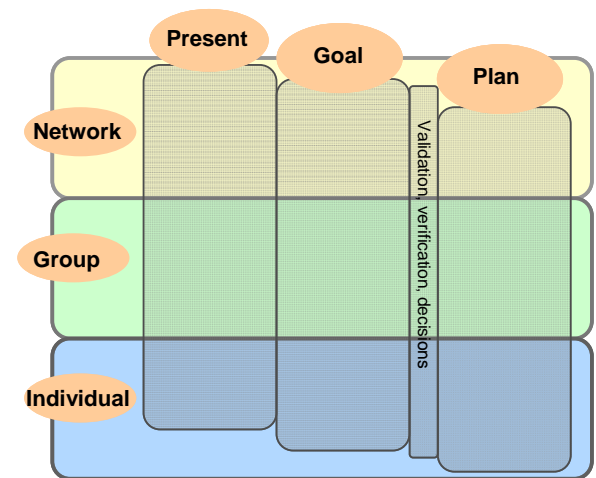 Present
Goal
Plan
Network
Group
Individual
Validation, verification, decisions